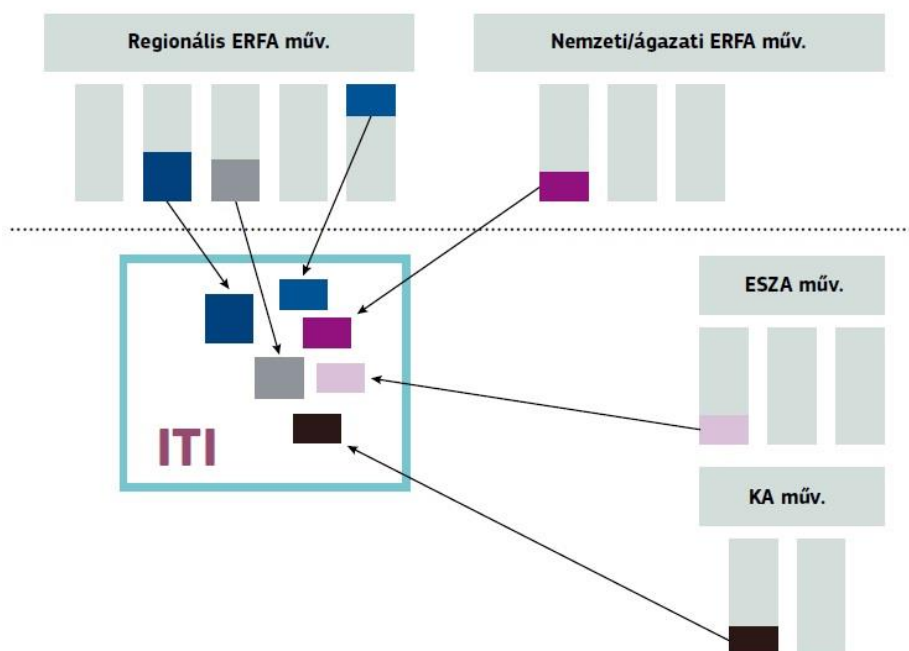 Regionális ERFA műv.
Nemzeti/ágazati ERFA műv.
ESZA műv.
ITI
KA műv.